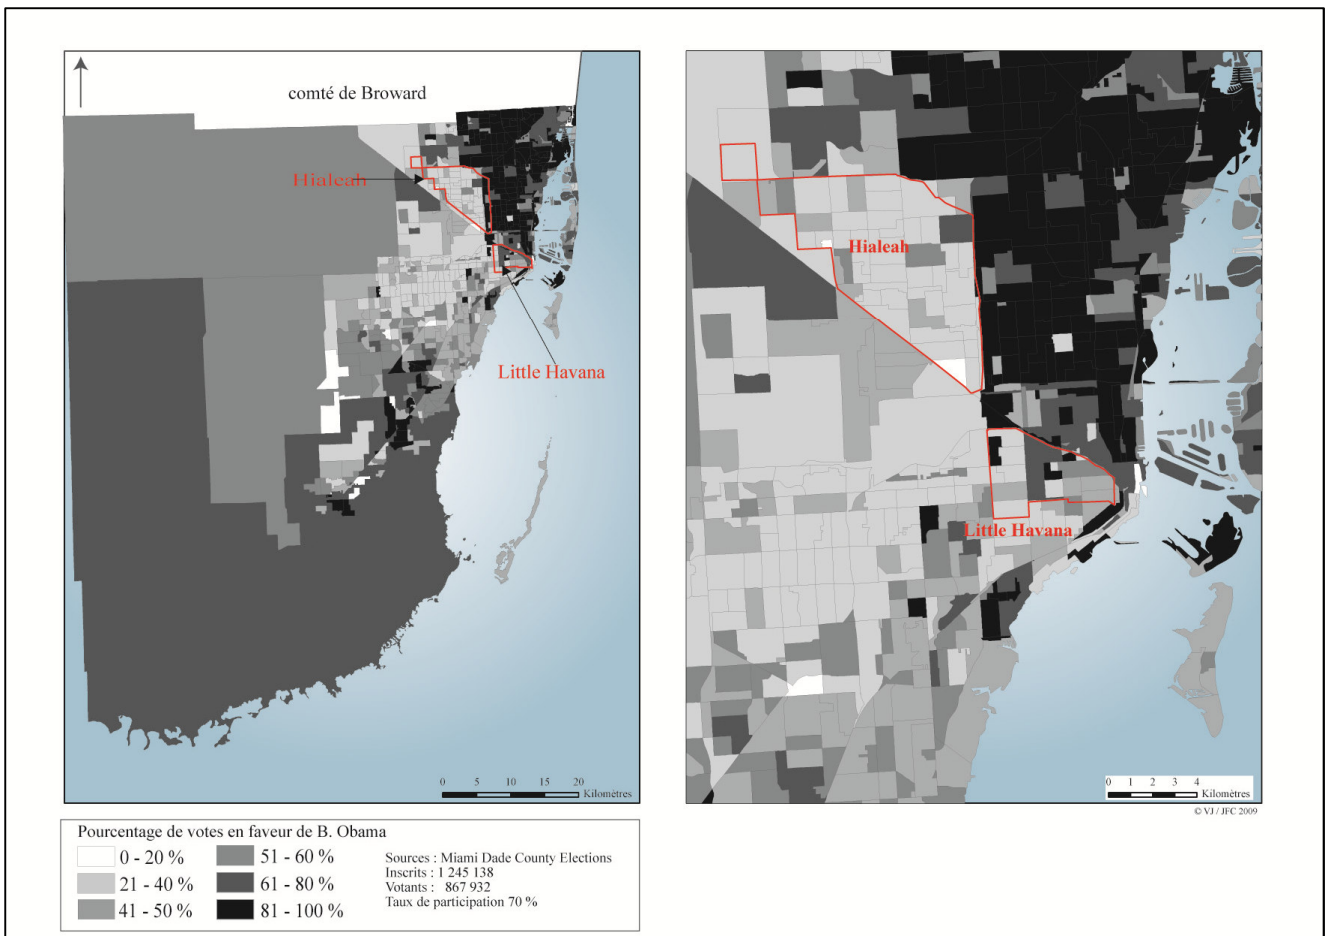 comté de Broward
Hialeah
Little Havana
0 5 10 15 20
Kilomètres
Hialeah
Little Havana
0 1 2 3 4
Kilomètres
© VJ / JFC 2009
Pourcentage de votes en faveur de B. Obama
0 - 20 %
21 - 40 %
41 - 50 %
51 - 60 %
61 - 80 %
81 - 100 %
Sources : Miami Dade County Elections
Inscrits : 1 245 138
Votants : 867 932
Taux de participation 70 %